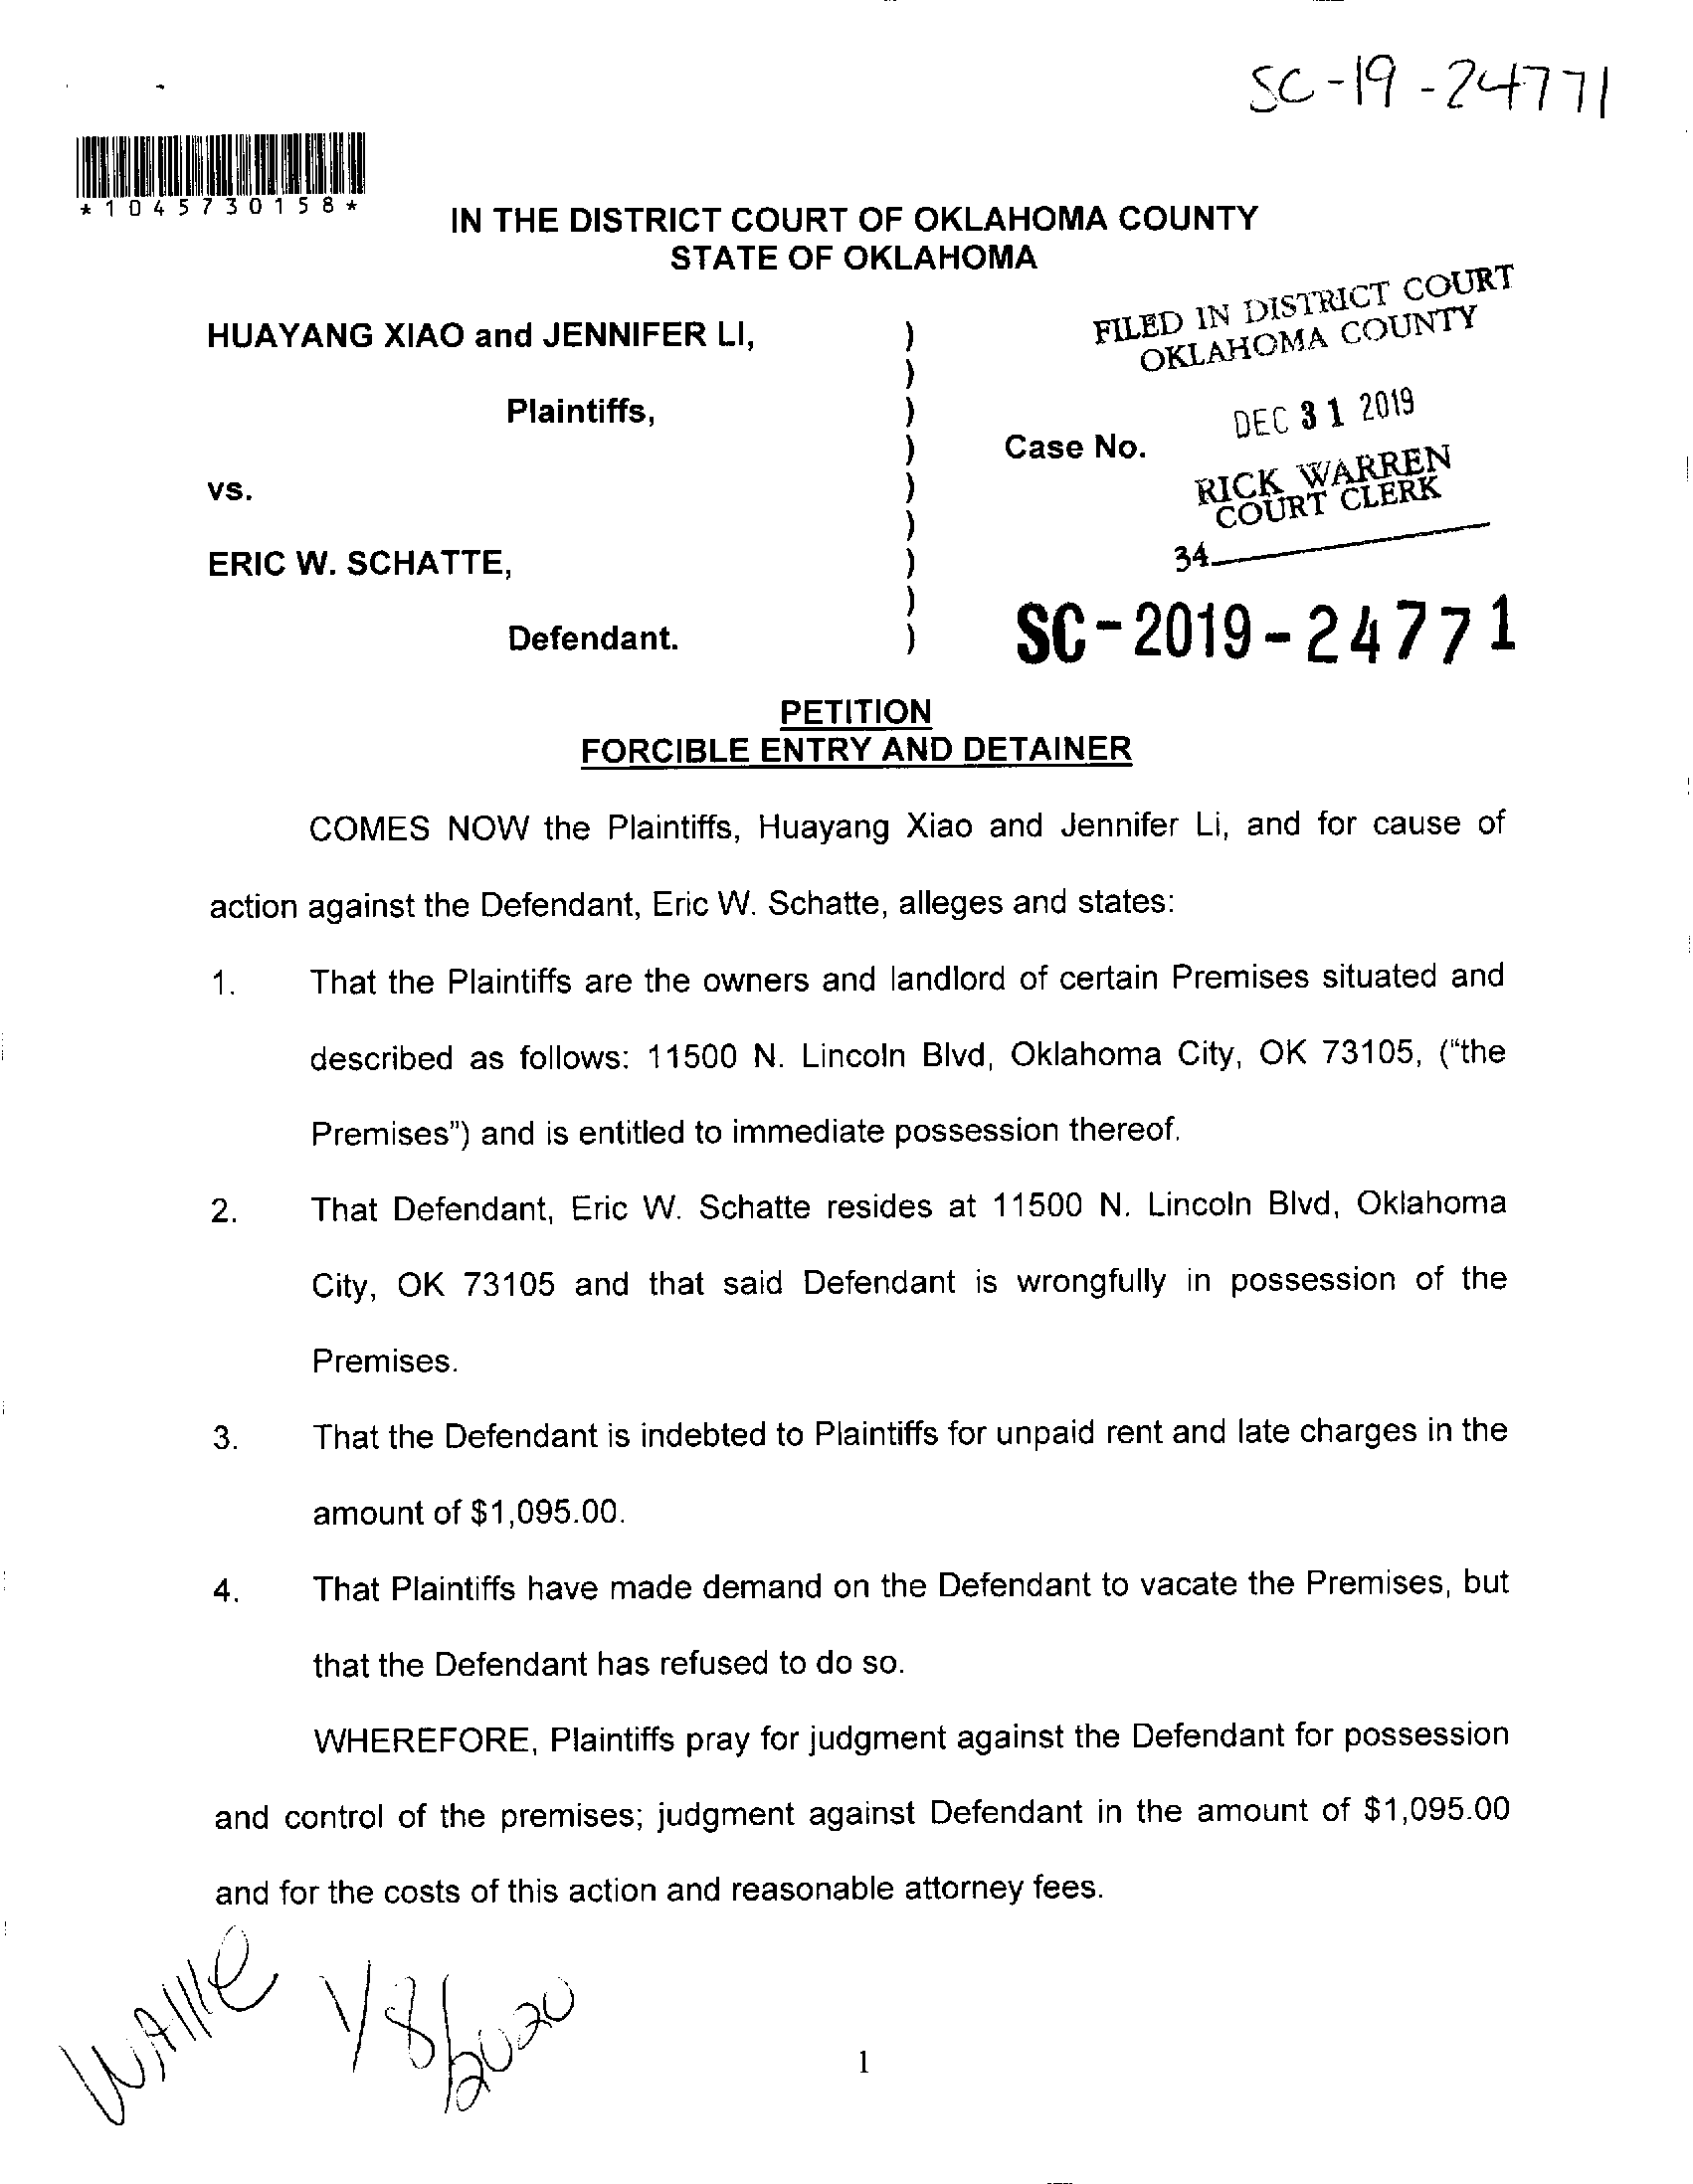 SC-19-24771
*1045730158*
IN THE DISTRICT COURT OF OKLAHOMA COUNTY
STATE OF OKLAHOMA
FILED IN DISTRICT COURT
OKLAHOMA COUNTY
HUAYANG XIAO and JENNIFER LI, )
)
Plaintiffs, )
DEC 31 2019
) Case No.
RICK WARREN
COURT CLERK
vs. )
)
34
ERIC W. SCHATTE, )
)
Defendant. )
SC-2019-24771
PETITION
FORCIBLE ENTRY AND DETAINER
COMES NOW the Plaintiffs, Huayang Xiao and Jennifer Li, and for cause of
action against the Defendant, Eric W. Schatte, alleges and states:
1. That the Plaintiffs are the owners and landlord of certain Premises situated and
described as follows: 11500 N. Lincoln Blvd, Oklahoma City, OK 73105, ("the
Premises") and is entitled to immediate possession thereof.
2. That Defendant, Eric W. Schatte resides at 11500 N. Lincoln Blvd, Oklahoma
City, OK 73105 and that said Defendant is wrongfully in possession of the
Premises.
3. That the Defendant is indebted to Plaintiffs for unpaid rent and late charges in the
amount of $1,095.00.
4. That Plaintiffs have made demand on the Defendant to vacate the Premises, but
that the Defendant has refused to do so.
WHEREFORE, Plaintiffs pray for judgment against the Defendant for possession
and control of the premises; judgment against Defendant in the amount of $1,095.00
and for the costs of this action and reasonable attorney fees.
1/8/2020
1